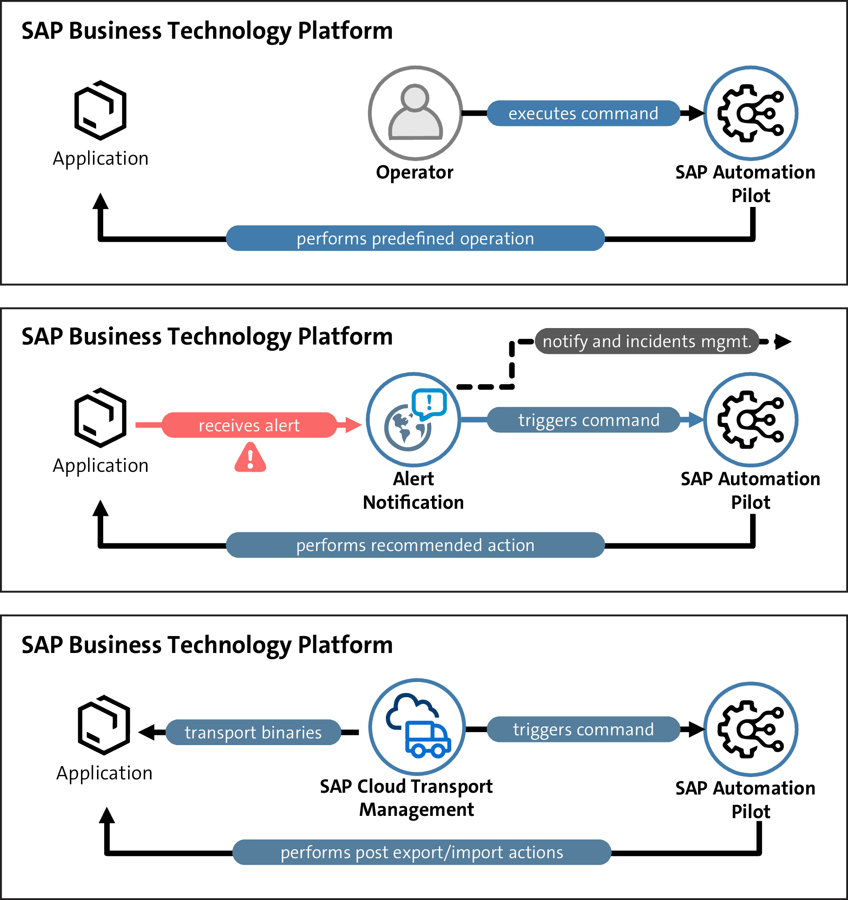 SAP Business Technology Platform
executes command
Application
Operator
SAP Automation
Pilot
performs predefined operation
SAP Business Technology Platform
notify and incidents mgmt.
receives alert
triggers command
!
!
Application
Alert
Notification
SAP Automation
Pilot
performs recommended action
SAP Business Technology Platform
transport binaries
triggers command
Application
SAP Cloud Transport
Management
SAP Automation
Pilot
performs post export/import actions